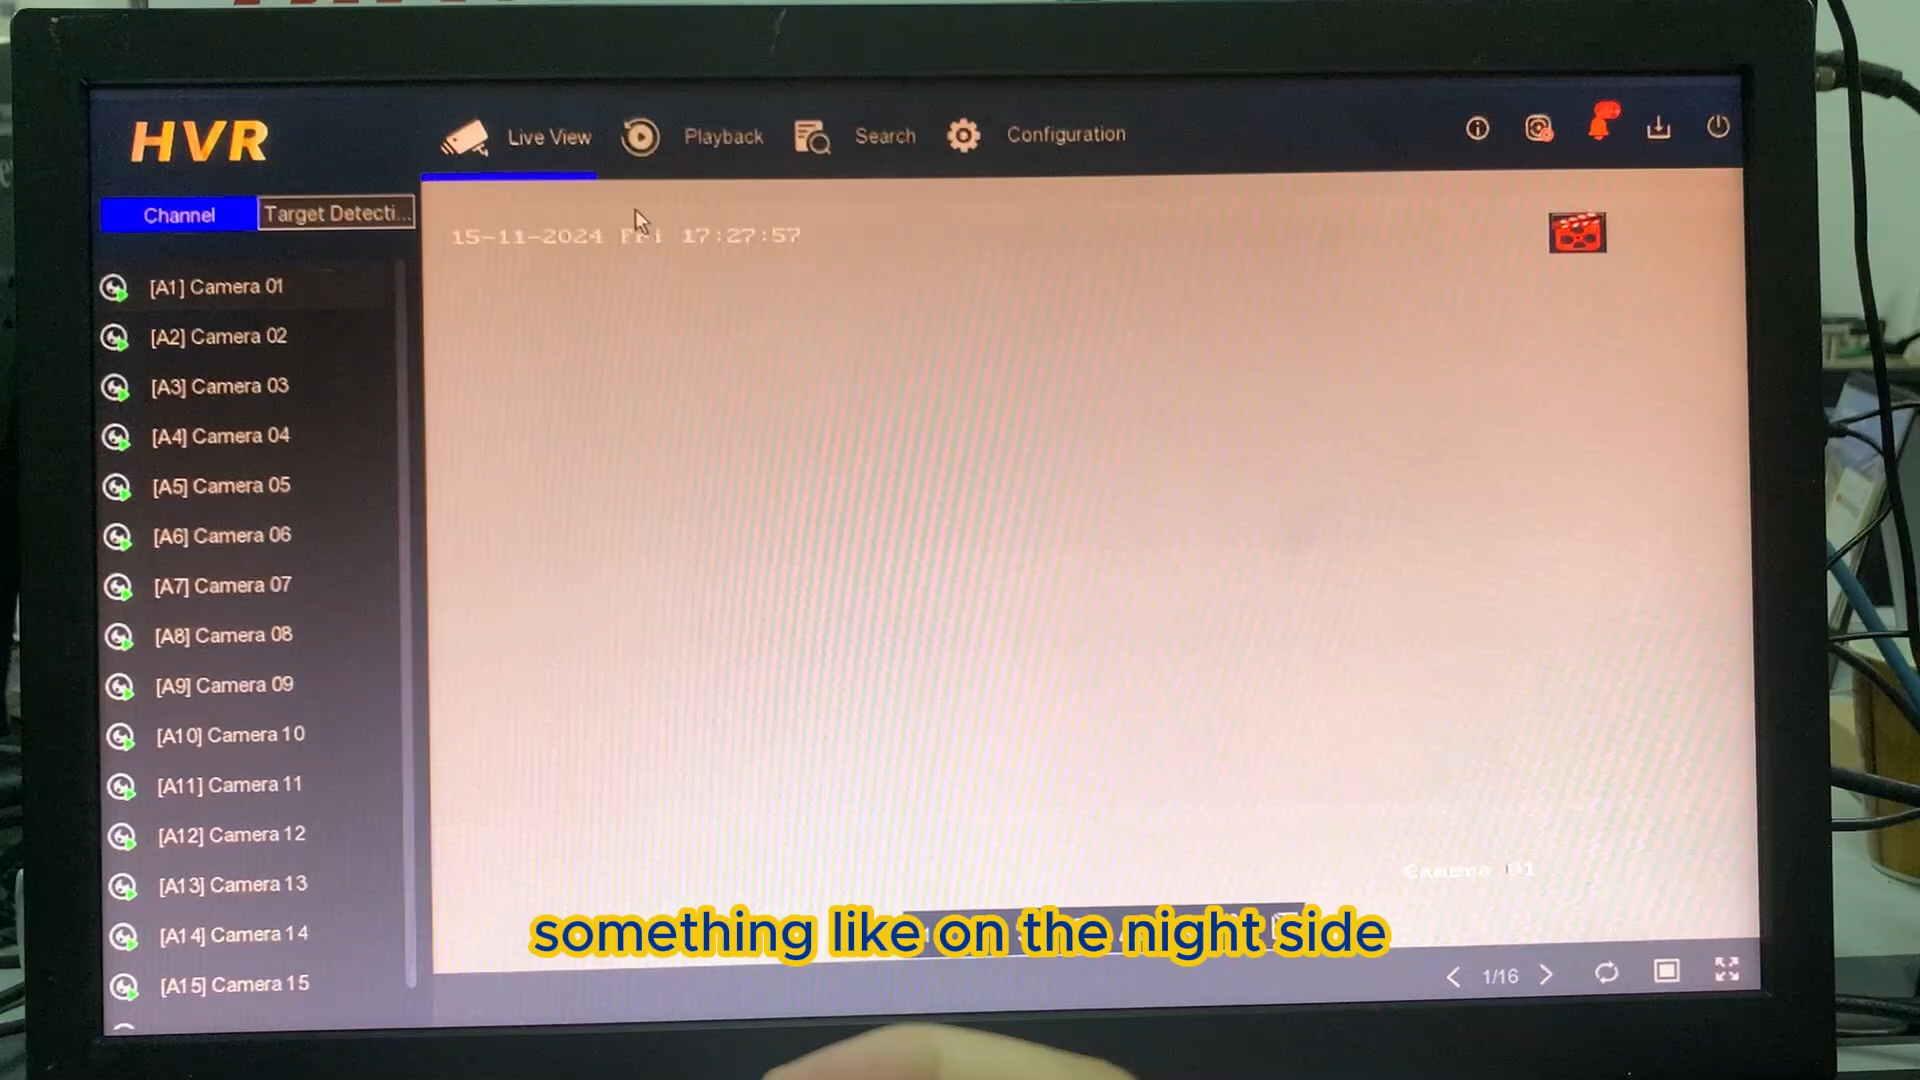 HVR
Live View
Playback
Search
Configuration
Channel
Target Detecti...
15-11-2024 Fri 17:27:57
[A1] Camera 01
[A2] Camera 02
[A3] Camera 03
[A4] Camera 04
[A5] Camera 05
[A6] Camera 06
[A7] Camera 07
[A8] Camera 08
[A9] Camera 09
[A10] Camera 10
[A11] Camera 11
[A12] Camera 12
[A13] Camera 13
[A14] Camera 14
[A15] Camera 15
Camera 01
something like on the night side
1/16